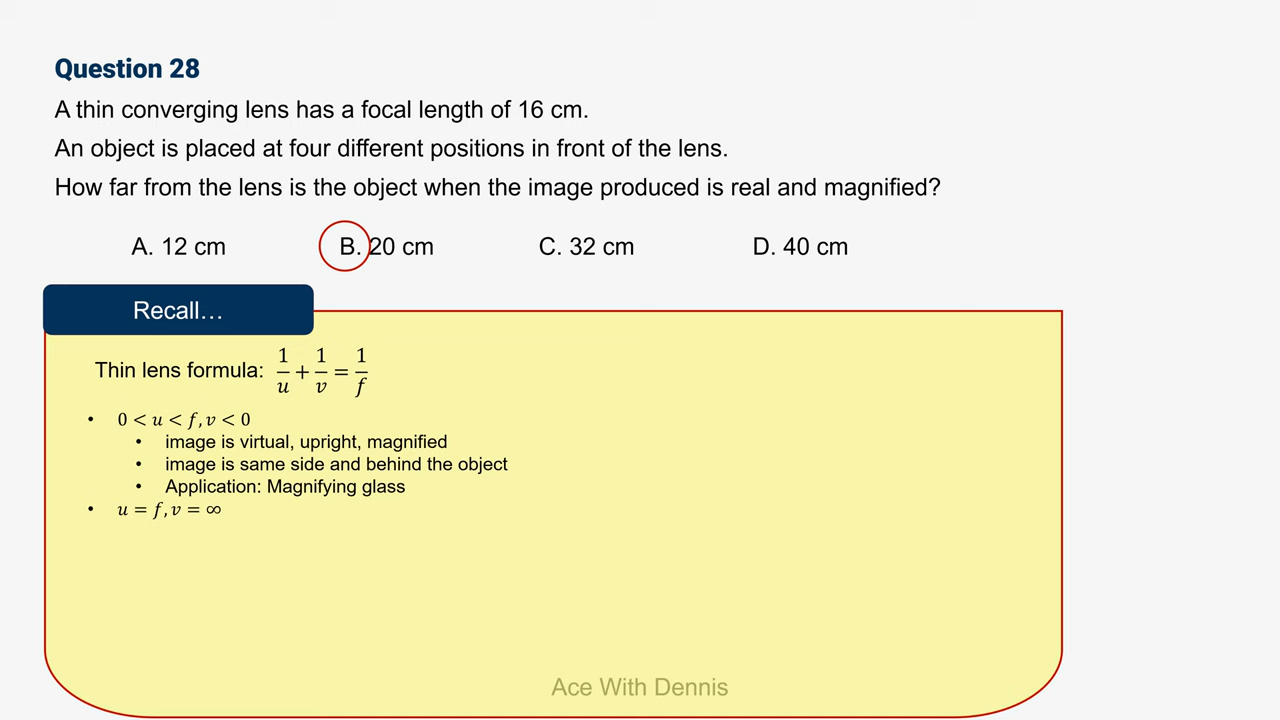 Question 28
A thin converging lens has a focal length of 16 cm.
An object is placed at four different positions in front of the lens.
How far from the lens is the object when the image produced is real and magnified?
A. 12 cm B. 20 cm C. 32 cm D. 40 cm
Recall…
Thin lens formula: 1/u + 1/v = 1/f
• 0 < u < f, v < 0
• image is virtual, upright, magnified
• image is same side and behind the object
• Application: Magnifying glass
• u = f, v = ∞
Ace With Dennis